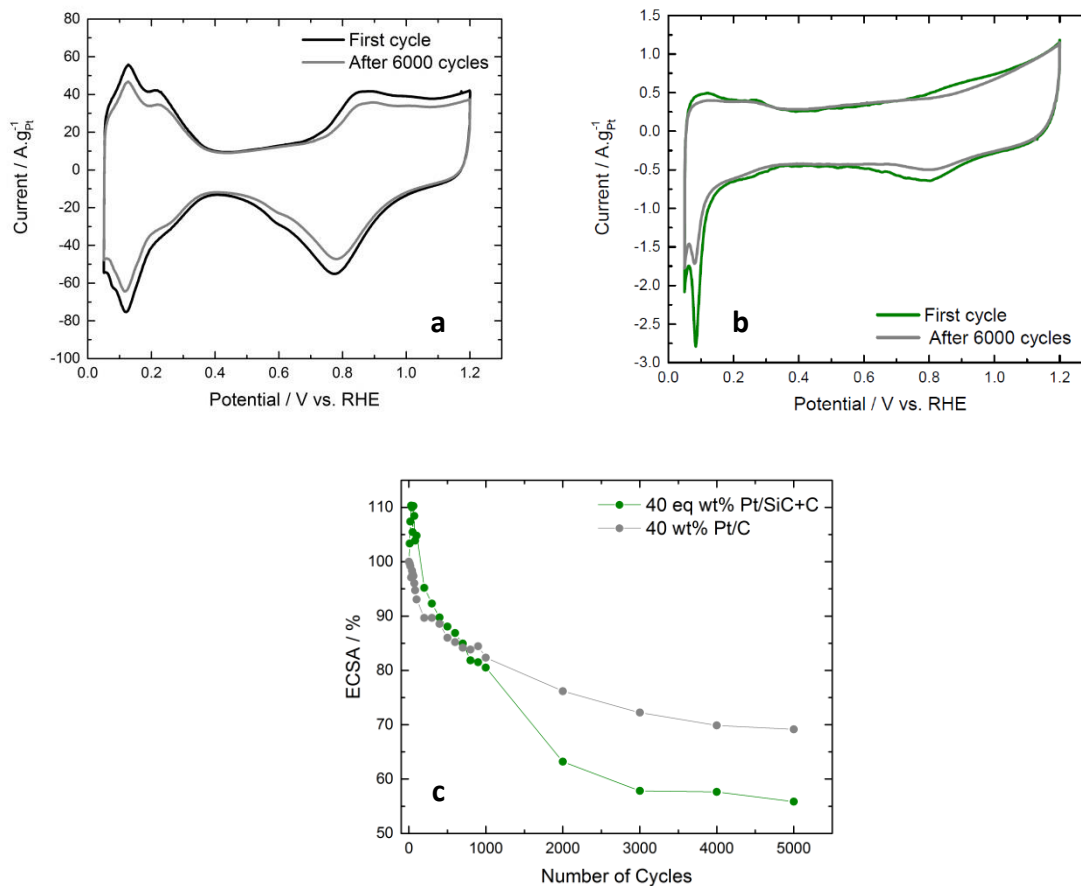 80
60
40
20
0
-20
-40
-60
-80
-100
Current / A.g⁻¹Pt
First cycle
After 6000 cycles
a
0.0 0.2 0.4 0.6 0.8 1.0 1.2
Potential / V vs. RHE
1.5
1.0
0.5
0.0
-0.5
-1.0
-1.5
-2.0
-2.5
-3.0
Current / A.g⁻¹Pt
b
First cycle
After 6000 cycles
0.0 0.2 0.4 0.6 0.8 1.0 1.2
Potential / V vs. RHE
110
100
90
80
70
60
50
ECSA / %
40 eq wt% Pt/SiC+C
40 wt% Pt/C
c
0 1000 2000 3000 4000 5000
Number of Cycles